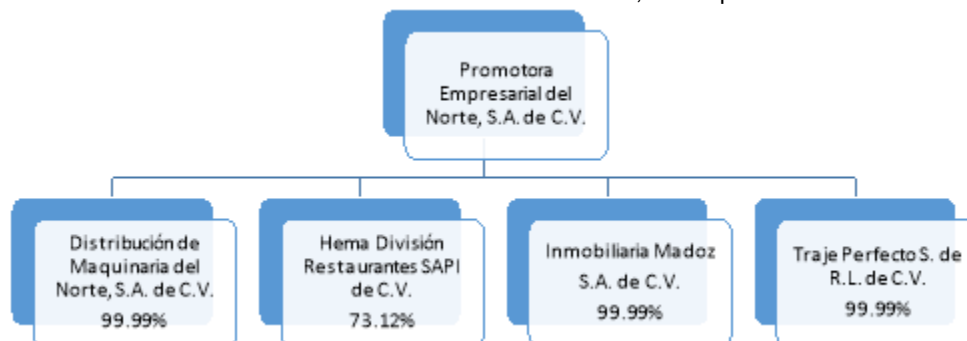 Promotora
Empresarial del
Norte, S.A. de C.V.
Distribución de
Maquinaria del
Norte, S.A. de C.V.
99.99%
Hema División
Restaurantes SAPI
de C.V.
73.12%
Inmobiliaria Madoz
S.A. de C.V.
99.99%
Traje Perfecto S. de
R.L. de C.V.
99.99%